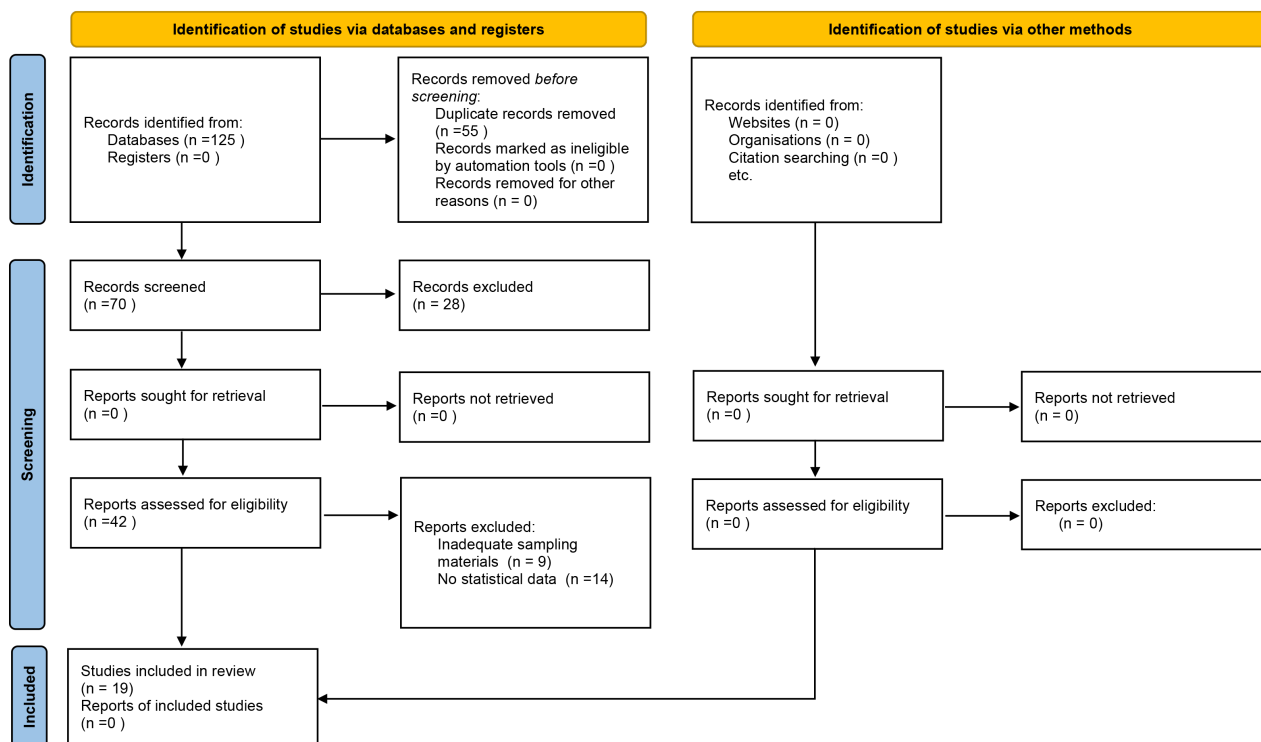 Identification of studies via databases and registers
Identification of studies via other methods
Identification
Records identified from:
Databases (n =125 )
Registers (n =0 )
Records removed before
screening:
Duplicate records removed
(n =55 )
Records marked as ineligible
by automation tools (n =0 )
Records removed for other
reasons (n = 0)
Records identified from:
Websites (n = 0)
Organisations (n = 0)
Citation searching (n =0 )
etc.
Screening
Records screened
(n =70 )
Records excluded
(n = 28)
Reports sought for retrieval
(n =0 )
Reports not retrieved
(n =0 )
Reports sought for retrieval
(n =0 )
Reports not retrieved
(n = 0)
Reports assessed for eligibility
(n =42 )
Reports excluded:
Inadequate sampling
materials (n = 9)
No statistical data (n =14)
Reports assessed for eligibility
(n =0 )
Reports excluded:
(n = 0)
Included
Studies included in review
(n = 19)
Reports of included studies
(n =0 )